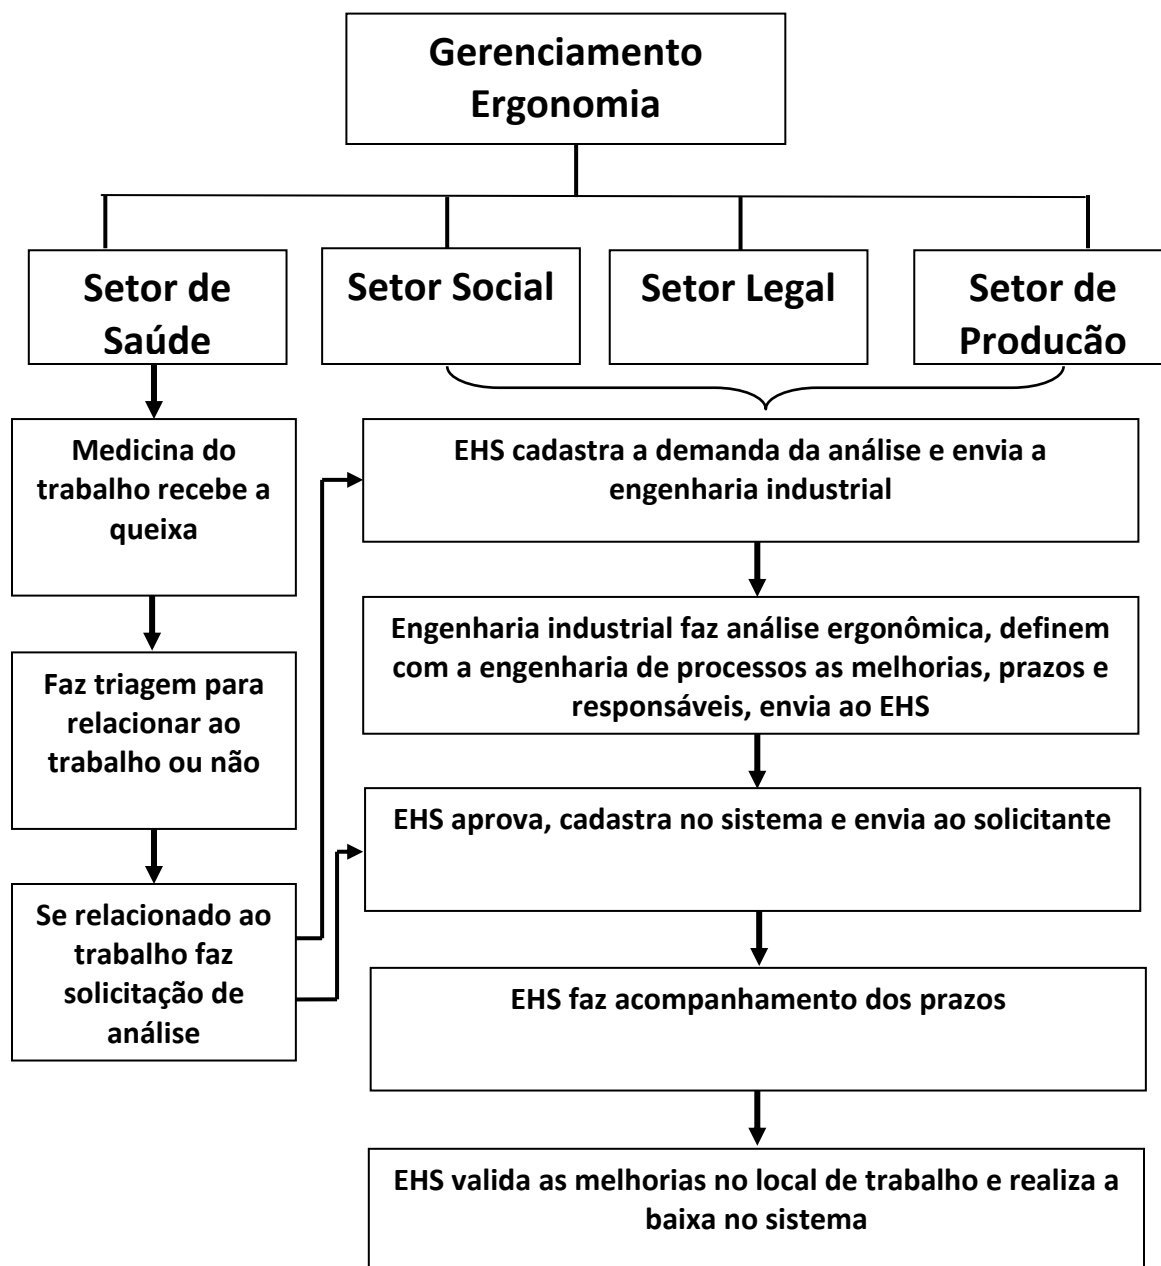 Gerenciamento
Ergonomia
Setor de
Saúde
Setor Social
Setor Legal
Setor de
Produção
Medicina do
trabalho recebe a
queixa
EHS cadastra a demanda da análise e envia a
engenharia industrial
Faz triagem para
relacionar ao
trabalho ou não
Engenharia industrial faz análise ergonômica, definem
com a engenharia de processos as melhorias, prazos e
responsáveis, envia ao EHS
EHS aprova, cadastra no sistema e envia ao solicitante
Se relacionado ao
trabalho faz
solicitação de
análise
EHS faz acompanhamento dos prazos
EHS valida as melhorias no local de trabalho e realiza a
baixa no sistema